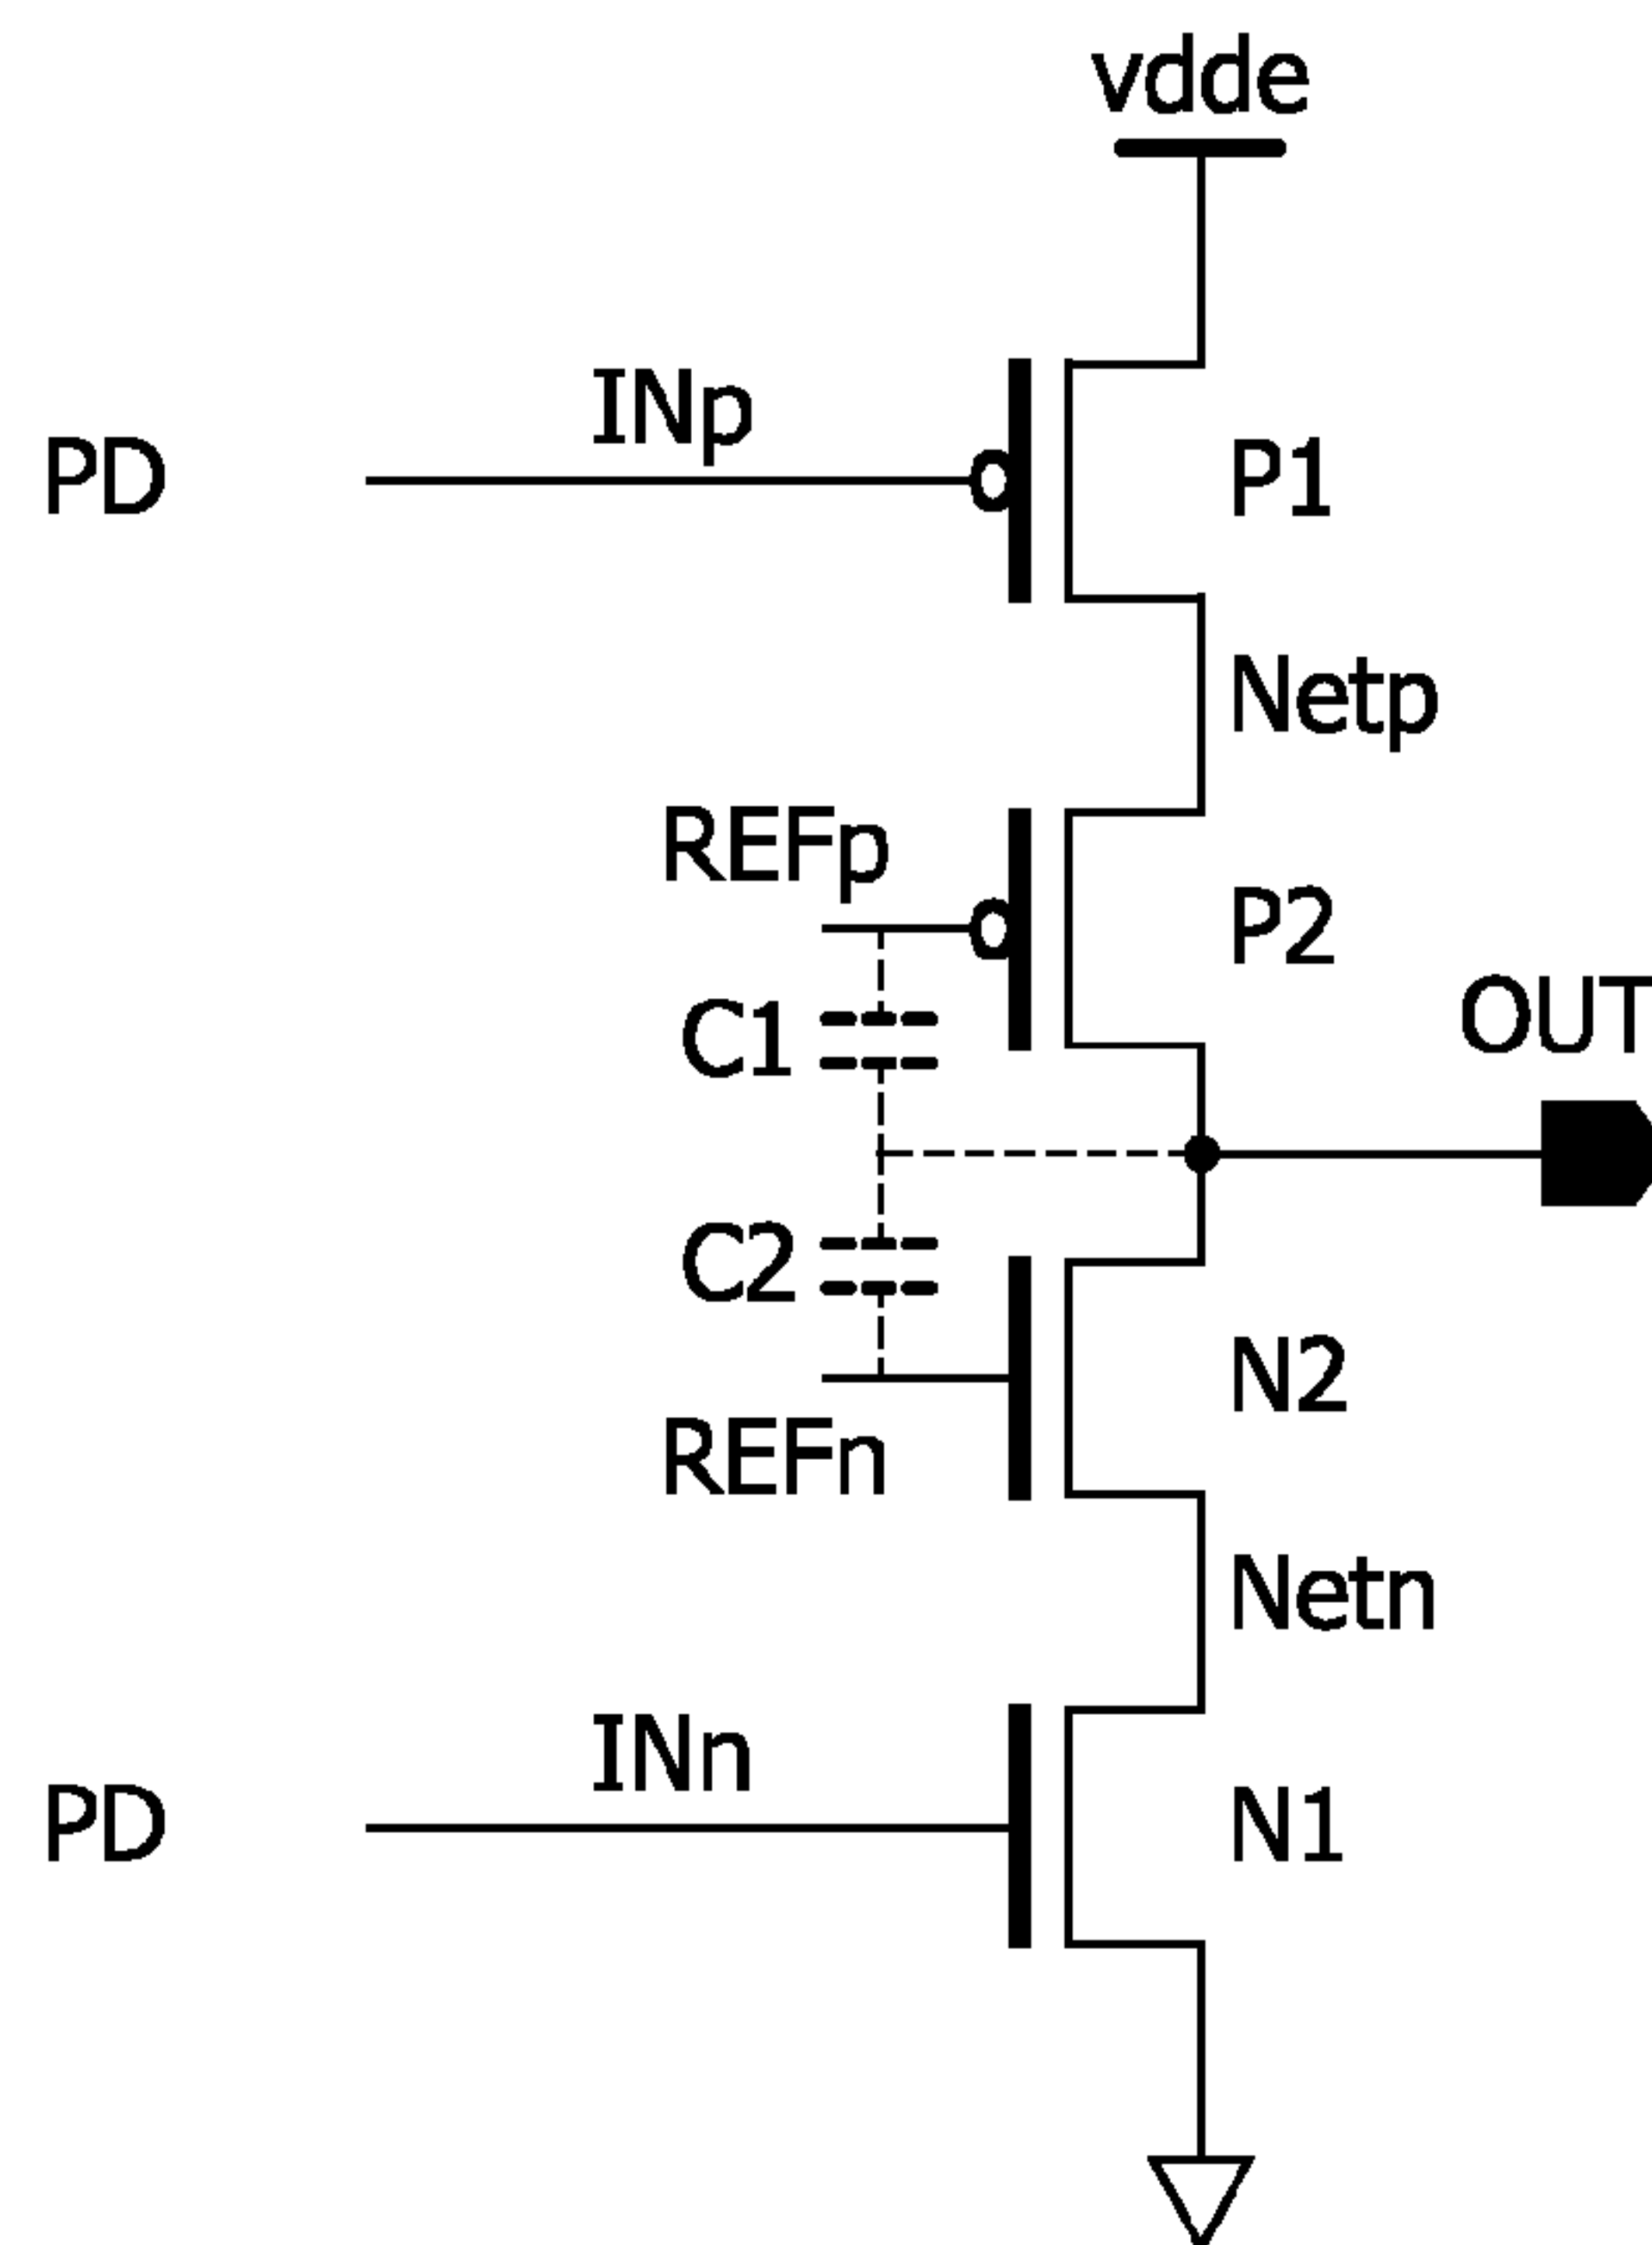 vdde
INp
PD
P1
Netp
REFp
P2
OUT
C1
C2
N2
REFn
Netn
INn
PD
N1